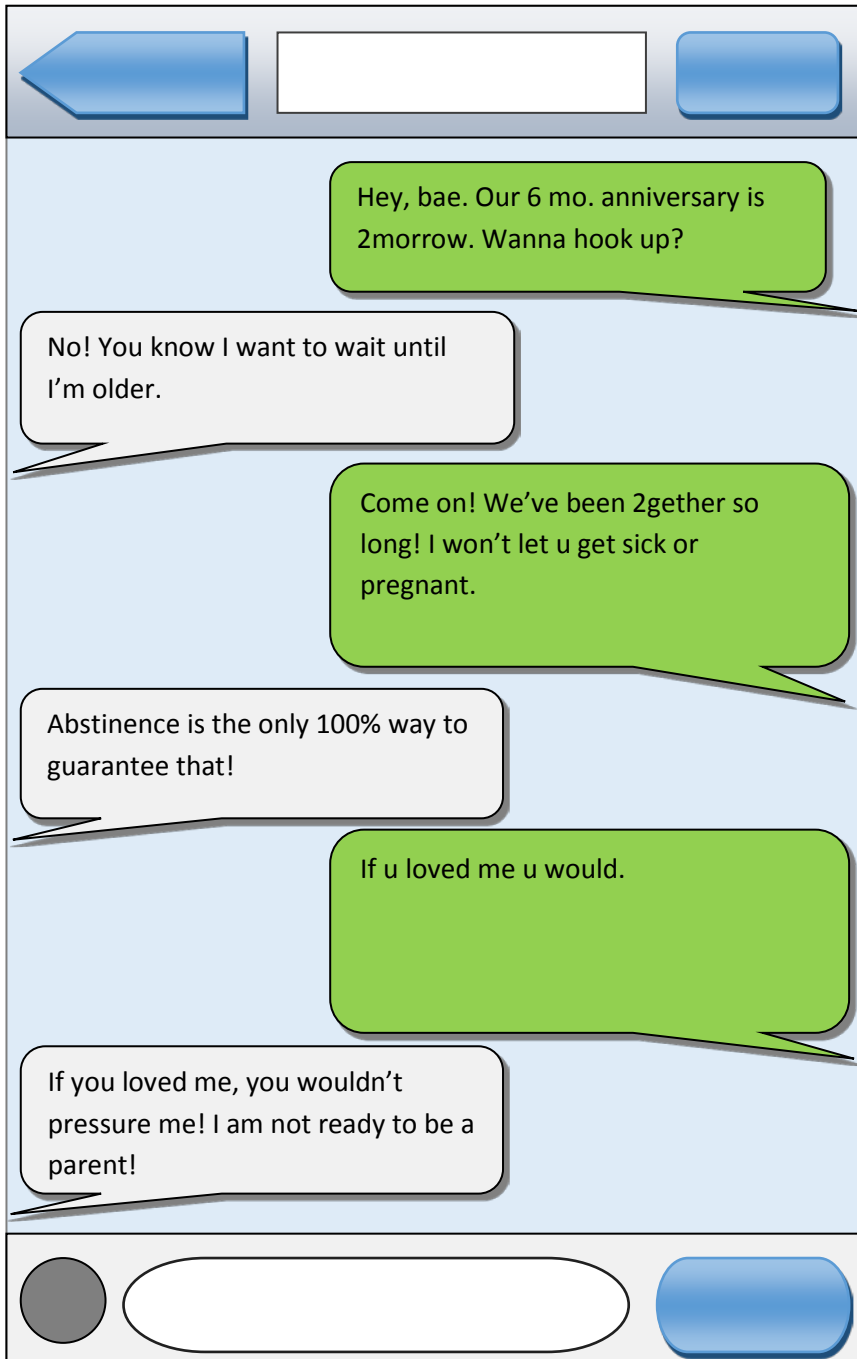 Hey, bae. Our 6 mo. anniversary is
2morrow. Wanna hook up?
No! You know I want to wait until
I’m older.
Come on! We’ve been 2gether so
long! I won’t let u get sick or
pregnant.
Abstinence is the only 100% way to
guarantee that!
If u loved me u would.
If you loved me, you wouldn’t
pressure me! I am not ready to be a
parent!